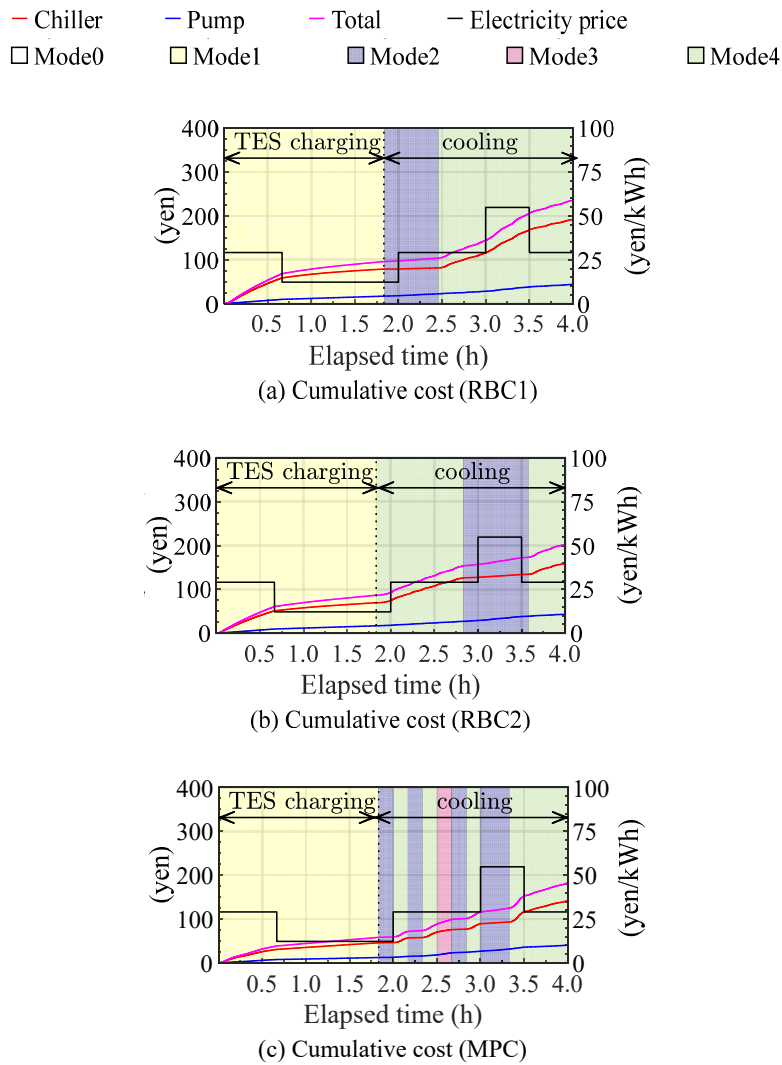 Chiller Pump Total Electricity price
Mode0 Mode1 Mode2 Mode3 Mode4
400 100
TES charging cooling
300 75
200 50
100 25
0 0
(yen) (yen/kWh)
0.5 1.0 1.5 2.0 2.5 3.0 3.5 4.0
Elapsed time (h)
(a) Cumulative cost (RBC1)
400 100
TES charging cooling
300 75
200 50
100 25
0 0
(yen) (yen/kWh)
0.5 1.0 1.5 2.0 2.5 3.0 3.5 4.0
Elapsed time (h)
(b) Cumulative cost (RBC2)
400 100
TES charging cooling
300 75
200 50
100 25
0 0
(yen) (yen/kWh)
0.5 1.0 1.5 2.0 2.5 3.0 3.5 4.0
Elapsed time (h)
(c) Cumulative cost (MPC)